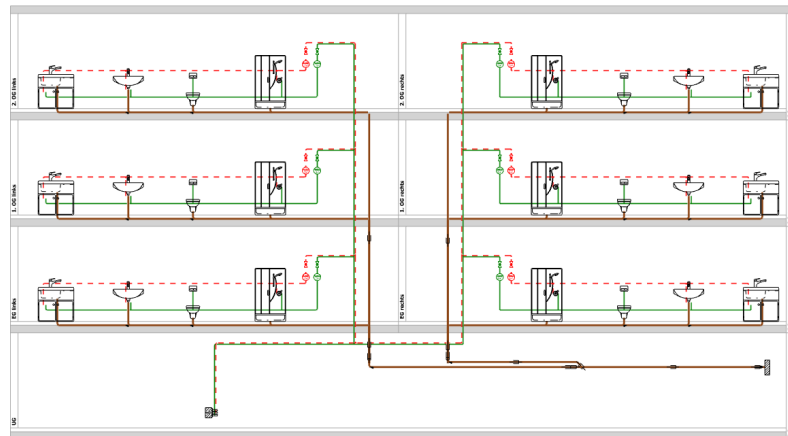 2. OG links
2. OG rechts
1. OG links
1. OG rechts
EG links
EG rechts
UG